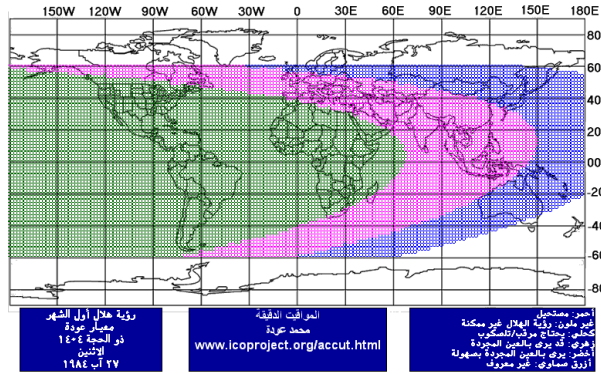 150W 120W 90W 60W 30W 0 30E 60E 90E 120E 150E 180E
80
60
40
20
00
-20
-40
-60
-80
رؤية هلال أول الشهر
معيار عودة
ذو الحجة ١٤٠٤
الاثنين
٢٧ آب ١٩٨٤
المواقيت الدقيقة
محمد عودة
www.icoproject.org/accut.html
أحمر: مستحيل
غير ملون: رؤية الهلال غير ممكنة
كحلي: يحتاج مرقب/تلسكوب
زهري: قد يرى بالعين المجردة
أخضر: يرى بالعين المجردة بسهولة
أزرق سماوي: غير معروف